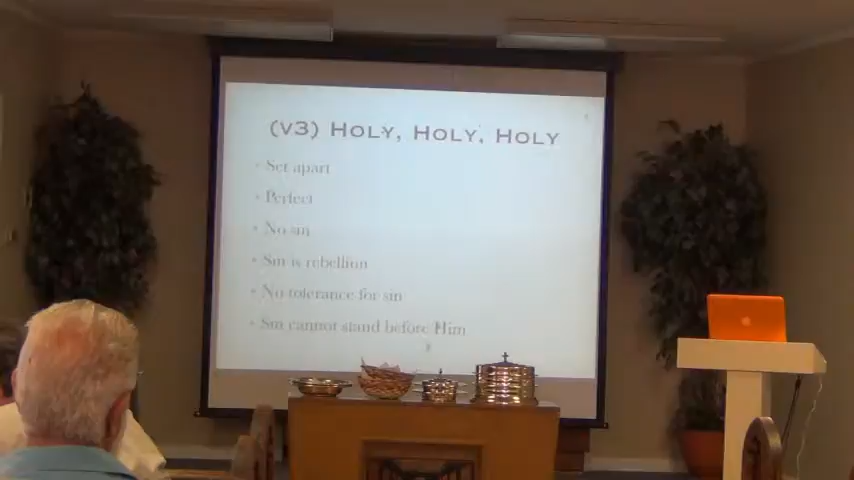 (v3) Holy, Holy, Holy
• Set apart
• Perfect
• No sin
• Sin is rebellion
• No tolerance for sin
• Sin cannot stand before Him